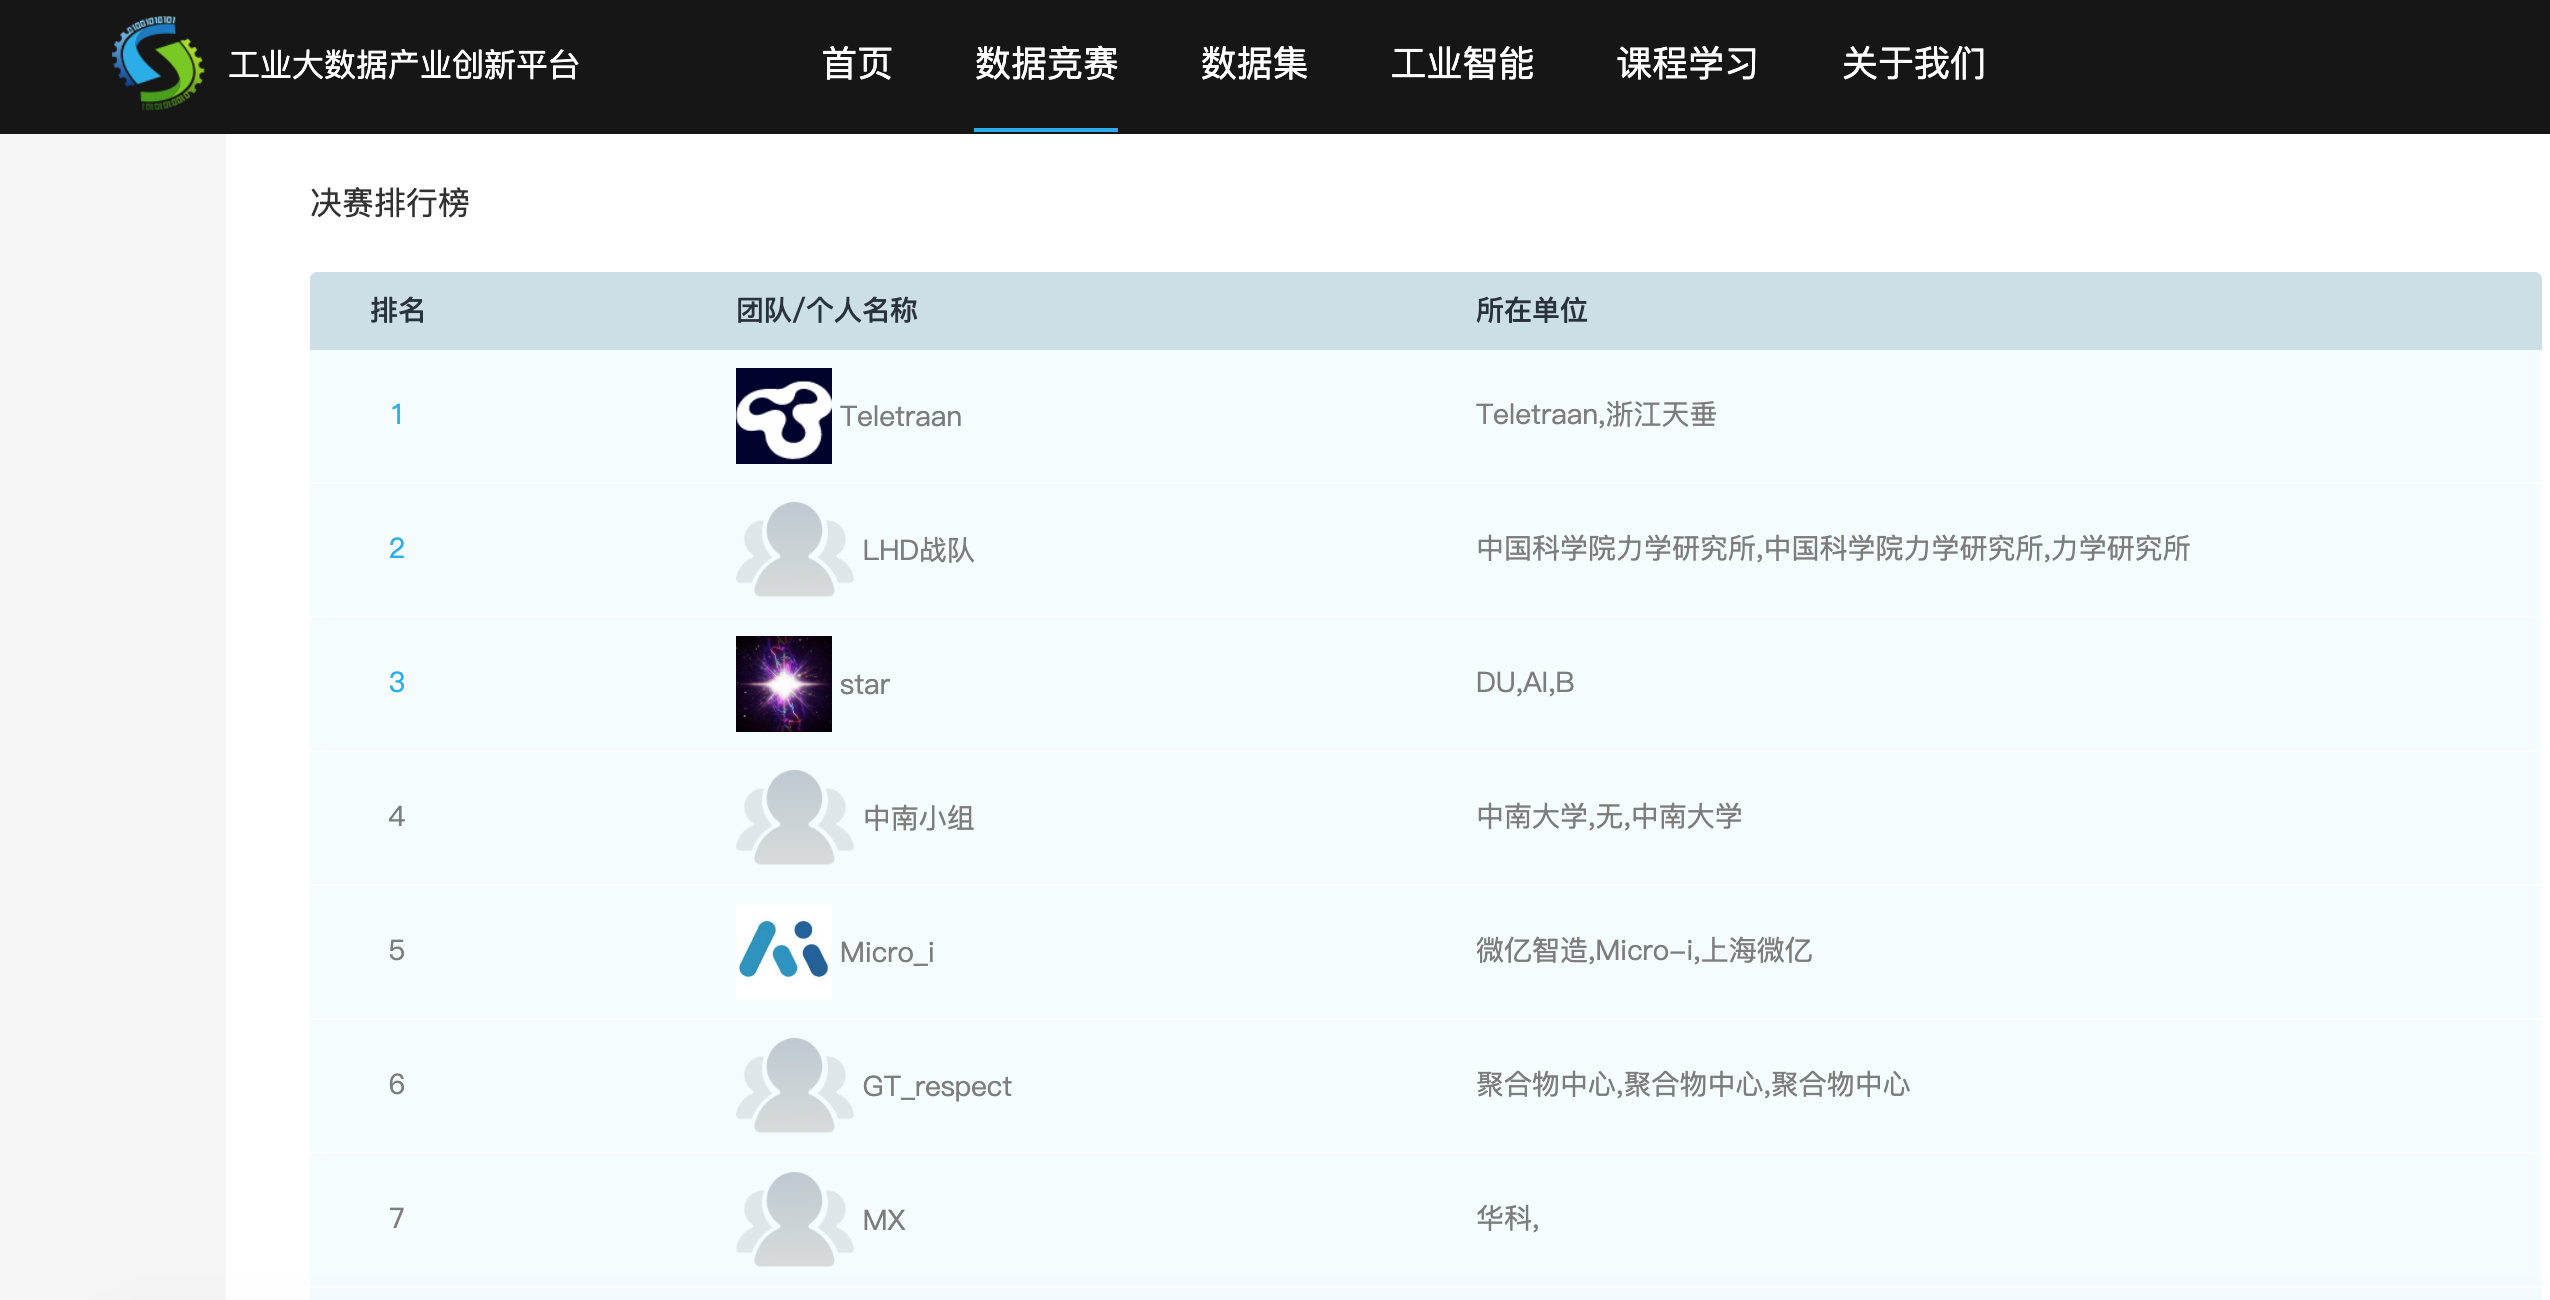 工业大数据产业创新平台 首页 数据竞赛 数据集 工业智能 课程学习 关于我们
决赛排行榜
排名 团队/个人名称 所在单位
1 Teletraan Teletraan,浙江天垂
2 LHD战队 中国科学院力学研究所,中国科学院力学研究所,力学研究所
3 star DU,AI,B
4 中南小组 中南大学,无,中南大学
5 Micro_i 微亿智造,Micro-i,上海微亿
6 GT_respect 聚合物中心,聚合物中心,聚合物中心
7 MX 华科,